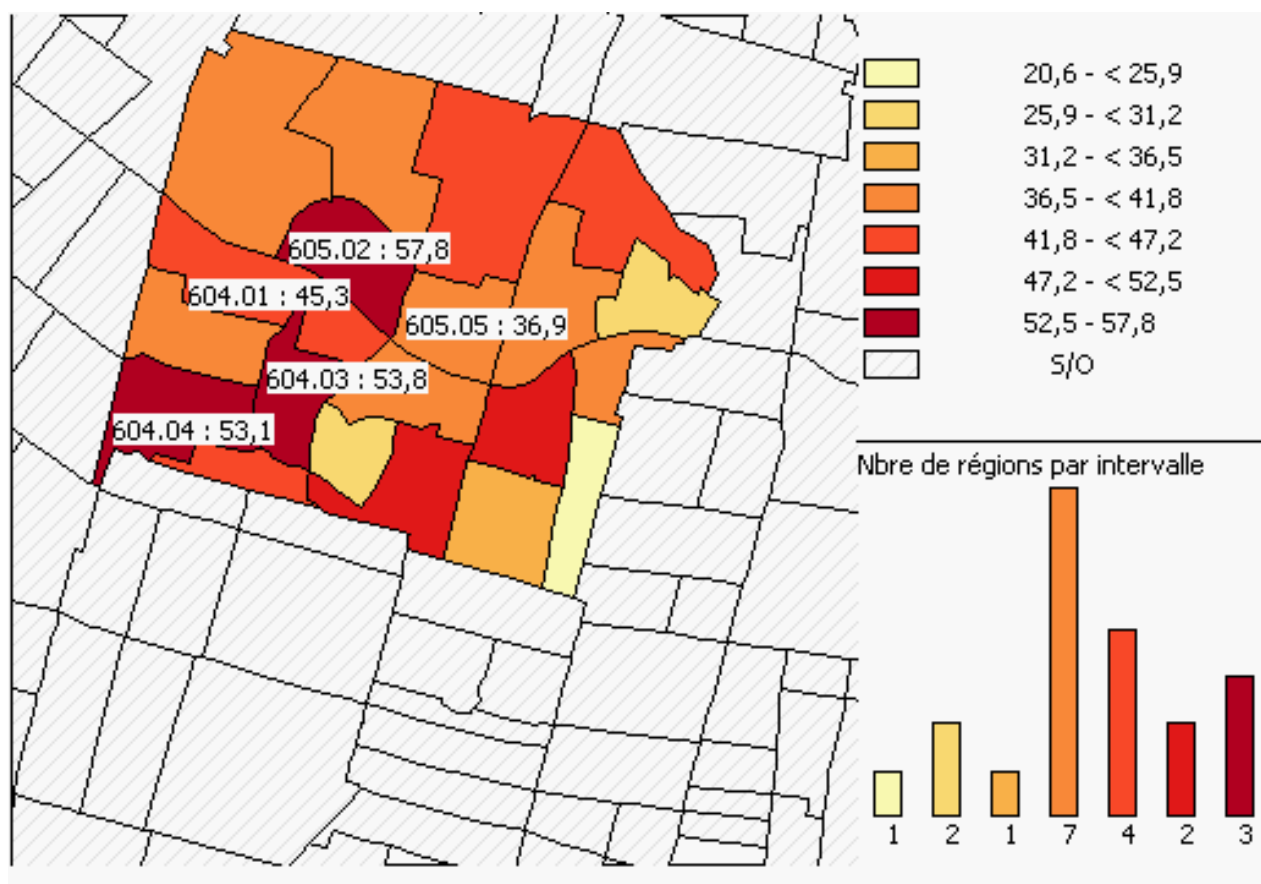 605.02 : 57,8
604.01 : 45,3
605.05 : 36,9
604.03 : 53,8
604.04 : 53,1
20,6 - < 25,9
25,9 - < 31,2
31,2 - < 36,5
36,5 - < 41,8
41,8 - < 47,2
47,2 - < 52,5
52,5 - 57,8
S/O
Nbre de régions par intervalle
1 2 1 7 4 2 3